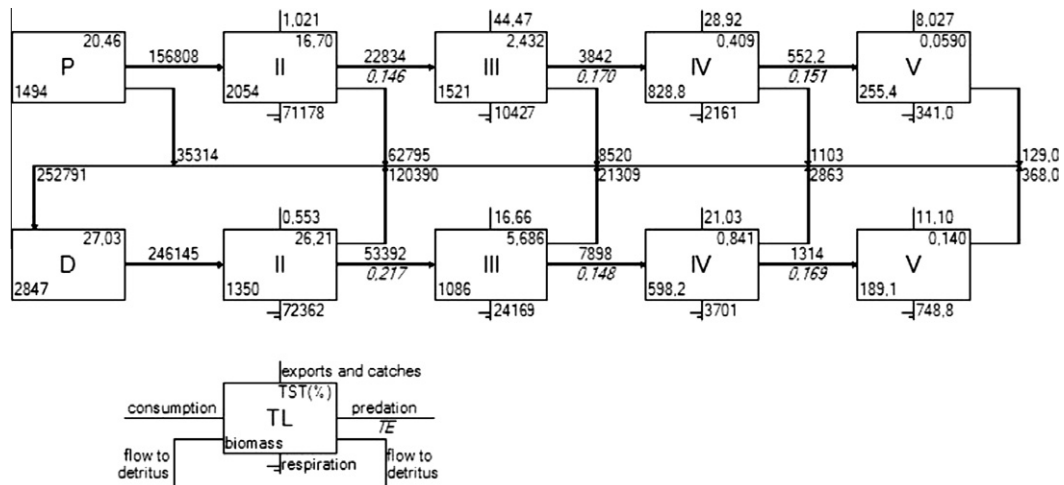 1,021 44,47 28,92 8,027
20,46 16,70 2,432 0,409 0,0590
P 156808 II 22834 III 3842 IV 552,2 V
0,146 0,170 0,151
1494 2054 1521 828,8 255,4
71178 10427 2161 341,0
35314 62795 8520 1103 129,0
252791 120390 21309 2863 368,0
0,553 16,66 21,03 11,10
27,03 26,21 5,686 0,841 0,140
D 246145 II 53392 III 7898 IV 1314 V
0,217 0,148 0,169
2847 1350 1086 598,2 189,1
72362 24169 3701 748,8
exports and catches
TST(%)
consumption TL predation
TE
biomass
flow to detritus respiration flow to detritus